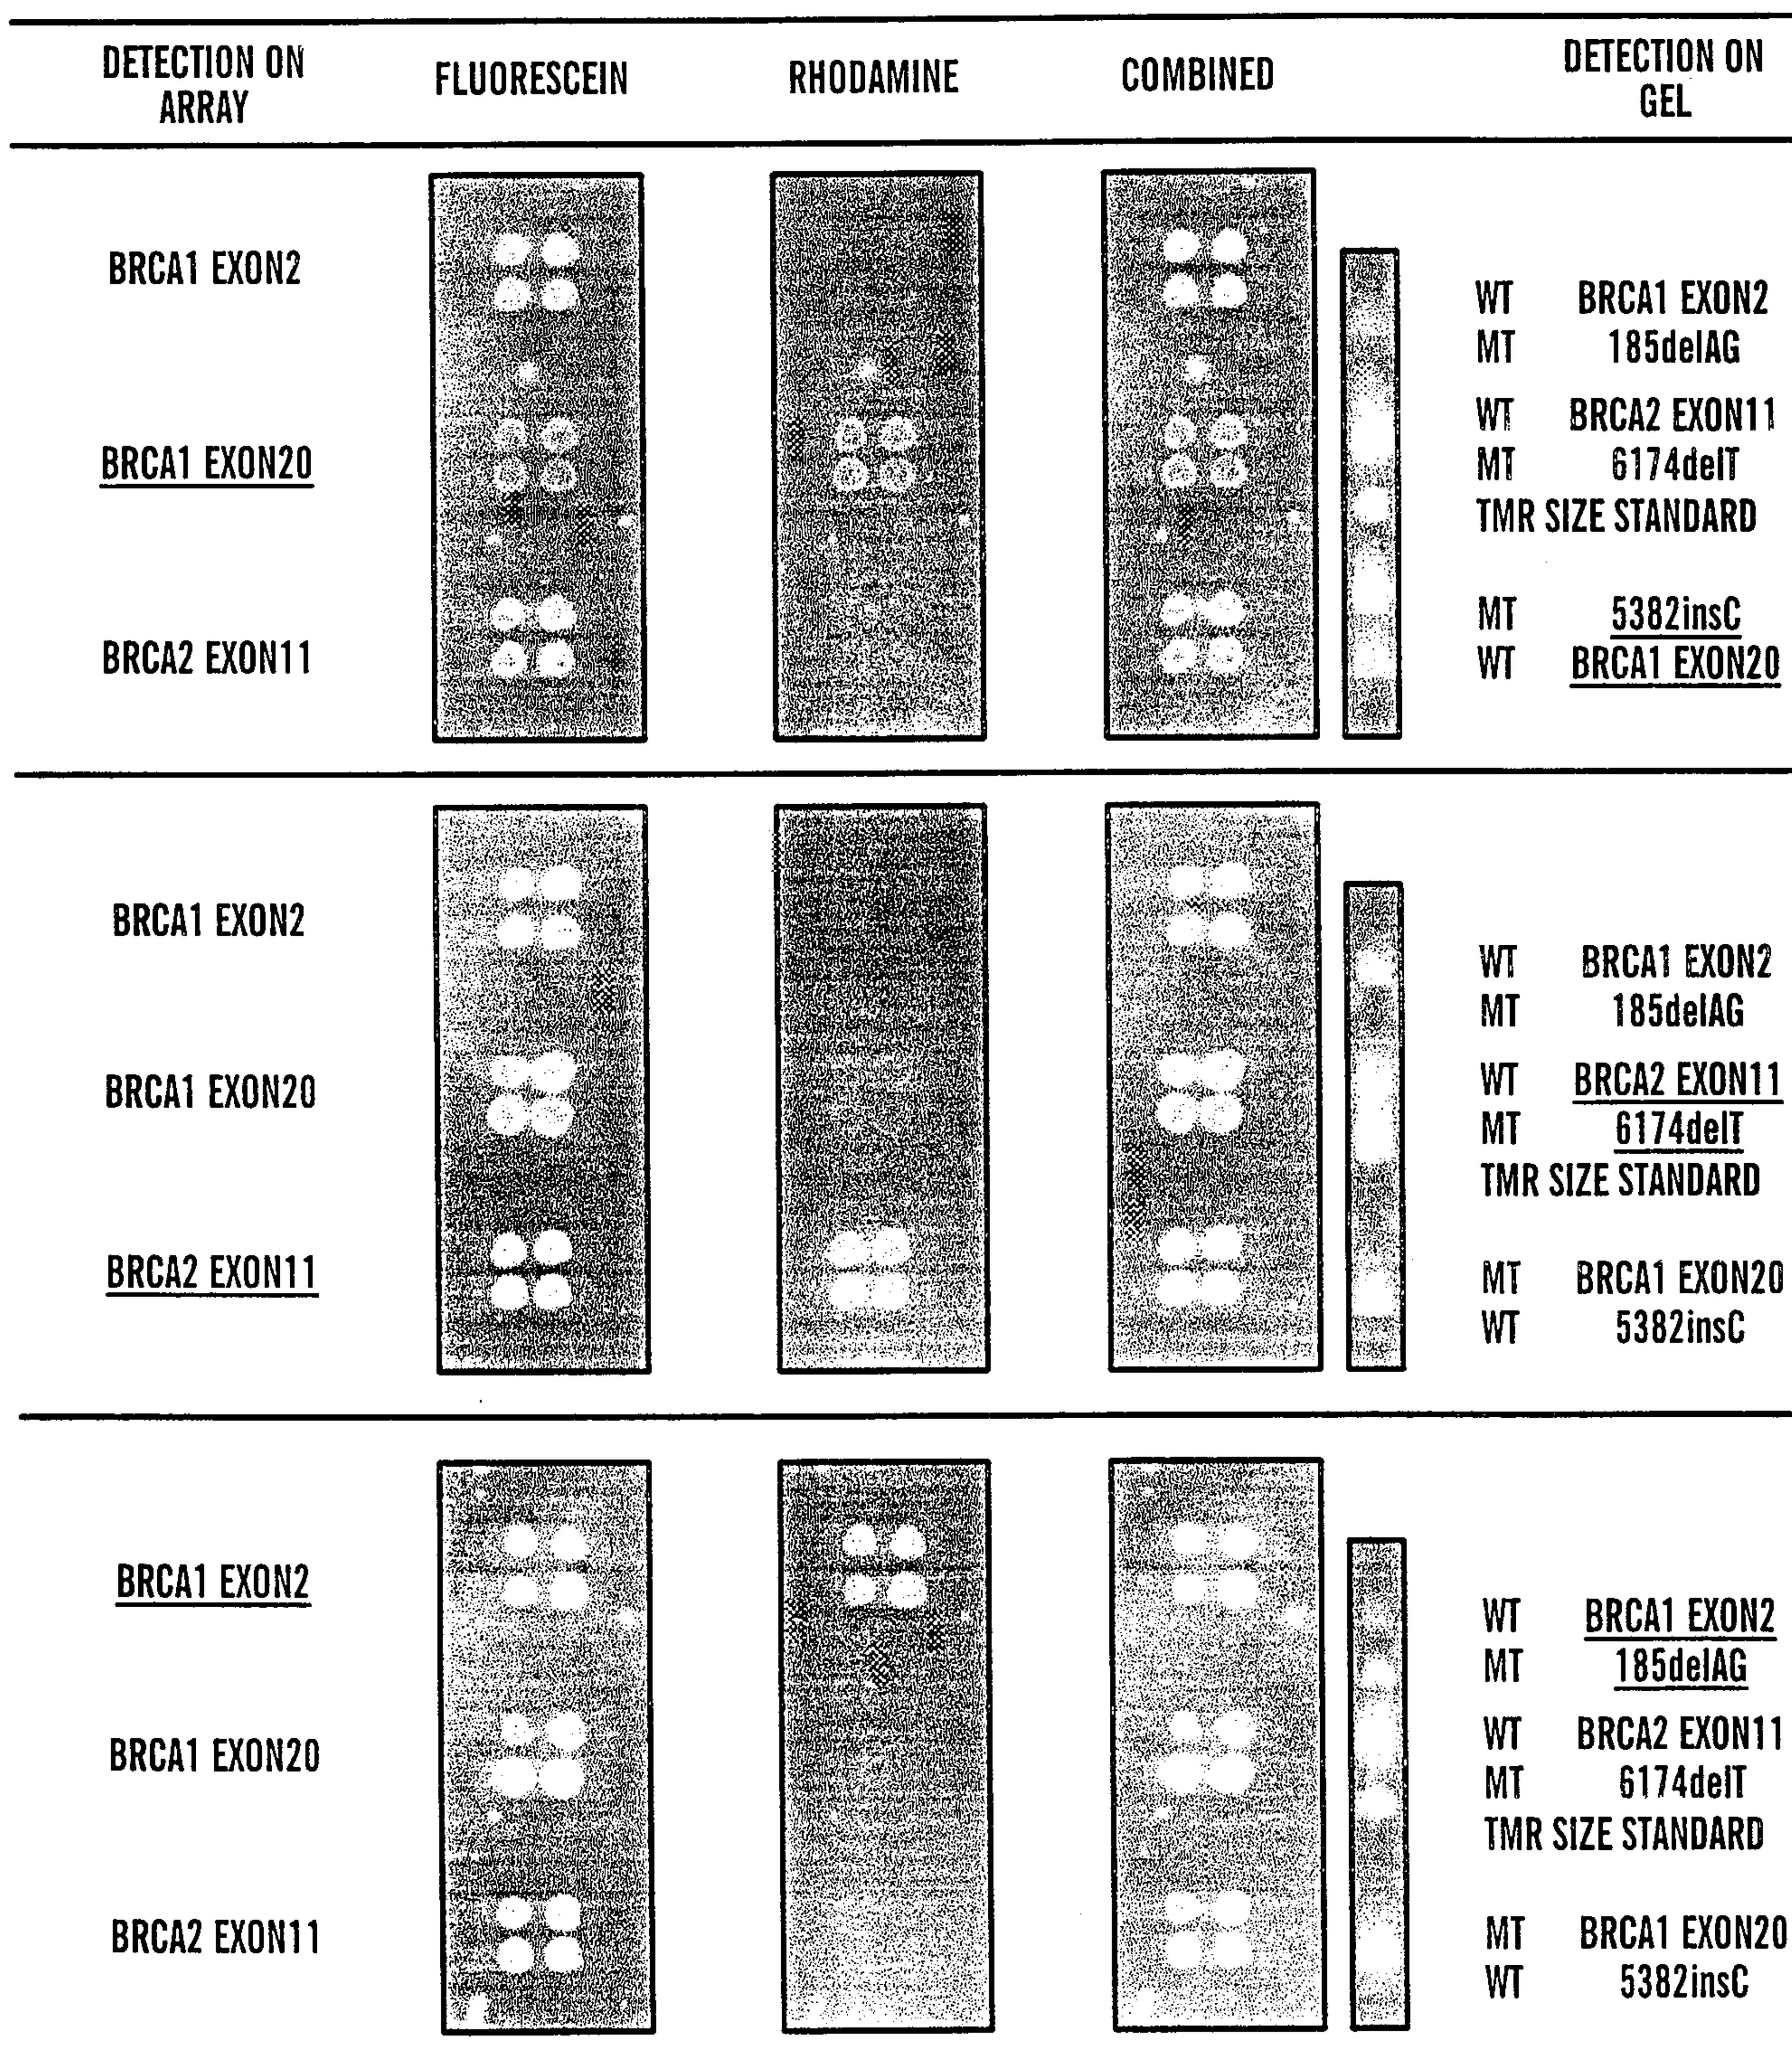 DETECTION ON ARRAY
FLUORESCEIN
RHODAMINE
COMBINED
DETECTION ON GEL
BRCA1 EXON2
BRCA1 EXON20
BRCA2 EXON11
WT BRCA1 EXON2
MT 185delAG
WT BRCA2 EXON11
MT 6174delT
TMR SIZE STANDARD
MT 5382insC
WT BRCA1 EXON20
BRCA1 EXON2
BRCA1 EXON20
BRCA2 EXON11
WT BRCA1 EXON2
MT 185delAG
WT BRCA2 EXON11
MT 6174delT
TMR SIZE STANDARD
MT BRCA1 EXON20
WT 5382insC
BRCA1 EXON2
BRCA1 EXON20
BRCA2 EXON11
WT BRCA1 EXON2
MT 185delAG
WT BRCA2 EXON11
MT 6174delT
TMR SIZE STANDARD
MT BRCA1 EXON20
WT 5382insC